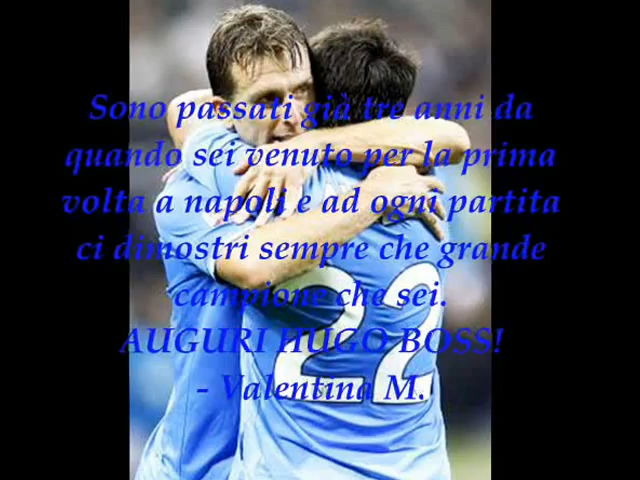 Sono passati già tre anni da
quando sei venuto per la prima
volta a napoli e ad ogni partita
ci dimostri sempre che grande
campione che sei.
AUGURI HUGO BOSS!
- Valentina M.
22